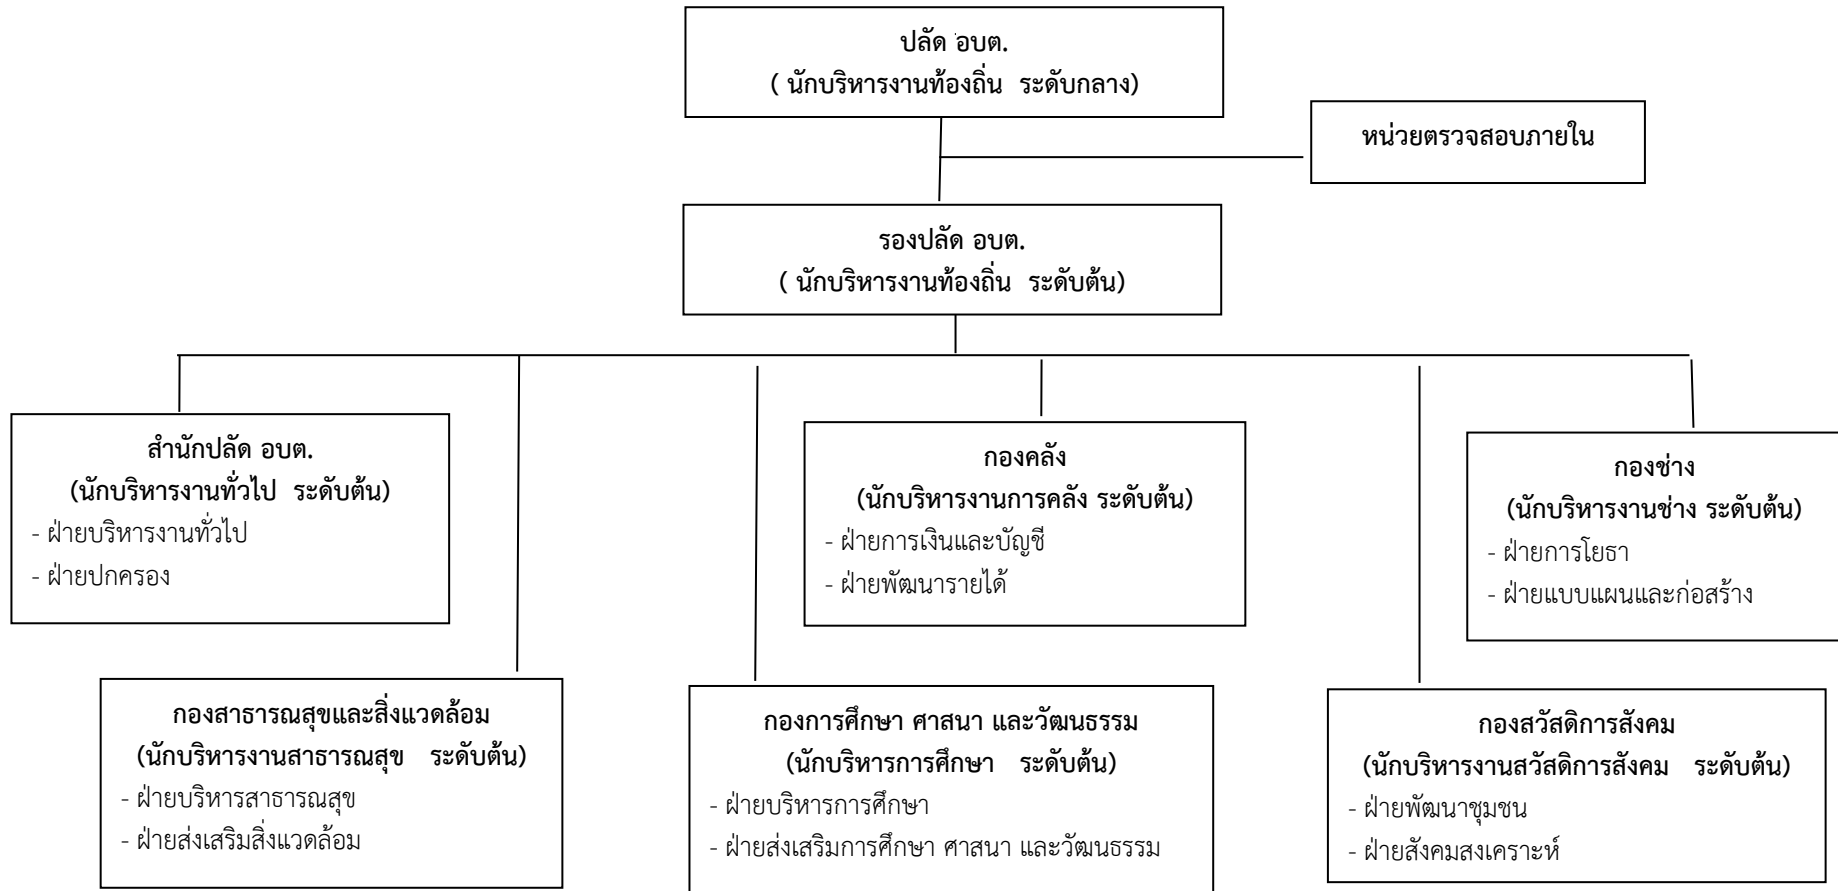 ปลัด อบต.
( นักบริหารงานท้องถิ่น ระดับกลาง)
หน่วยตรวจสอบภายใน
รองปลัด อบต.
( นักบริหารงานท้องถิ่น ระดับต้น)
สำนักปลัด อบต.
(นักบริหารงานทั่วไป ระดับต้น)
- ฝ่ายบริหารงานทั่วไป
- ฝ่ายปกครอง
กองคลัง
(นักบริหารงานการคลัง ระดับต้น)
- ฝ่ายการเงินและบัญชี
- ฝ่ายพัฒนารายได้
กองช่าง
(นักบริหารงานช่าง ระดับต้น)
- ฝ่ายการโยธา
- ฝ่ายแบบแผนและก่อสร้าง
กองสาธารณสุขและสิ่งแวดล้อม
(นักบริหารงานสาธารณสุข ระดับต้น)
- ฝ่ายบริหารสาธารณสุข
- ฝ่ายส่งเสริมสิ่งแวดล้อม
กองการศึกษา ศาสนา และวัฒนธรรม
(นักบริหารการศึกษา ระดับต้น)
- ฝ่ายบริหารการศึกษา
- ฝ่ายส่งเสริมการศึกษา ศาสนา และวัฒนธรรม
กองสวัสดิการสังคม
(นักบริหารงานสวัสดิการสังคม ระดับต้น)
- ฝ่ายพัฒนาชุมชน
- ฝ่ายสังคมสงเคราะห์